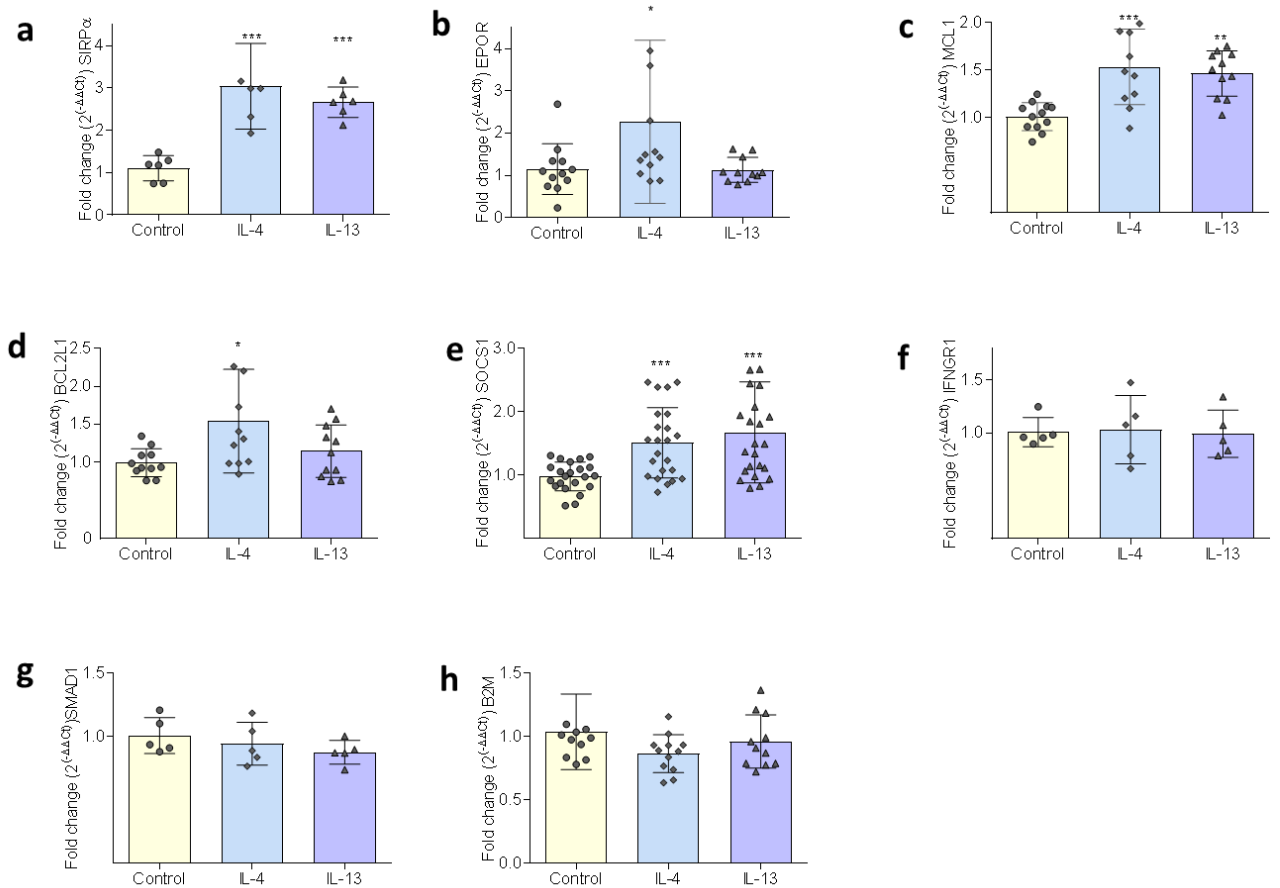 a
Fold change (2^(-ΔΔCt)) SIRPα
4
3
2
1
0
***
***
Control IL-4 IL-13
b
Fold change (2^(-ΔΔCt)) EPOR
4
3
2
1
0
*
Control IL-4 IL-13
c
Fold change (2^(-ΔΔCt)) MCL1
2.0
1.5
1.0
***
**
Control IL-4 IL-13
d
Fold change (2^(-ΔΔCt)) BCL2L1
2.5
2.0
1.5
1.0
0
*
Control IL-4 IL-13
e
Fold change (2^(-ΔΔCt)) SOCS1
3.0
2.0
1.0
***
***
Control IL-4 IL-13
f
Fold change (2^(-ΔΔCt)) IFNGR1
1.5
1.0
Control IL-4 IL-13
g
Fold change (2^(-ΔΔCt))SMAD1
1.5
1.0
Control IL-4 IL-13
h
Fold change (2^(-ΔΔCt)) B2M
1.5
1.0
0.5
0.0
Control IL-4 IL-13